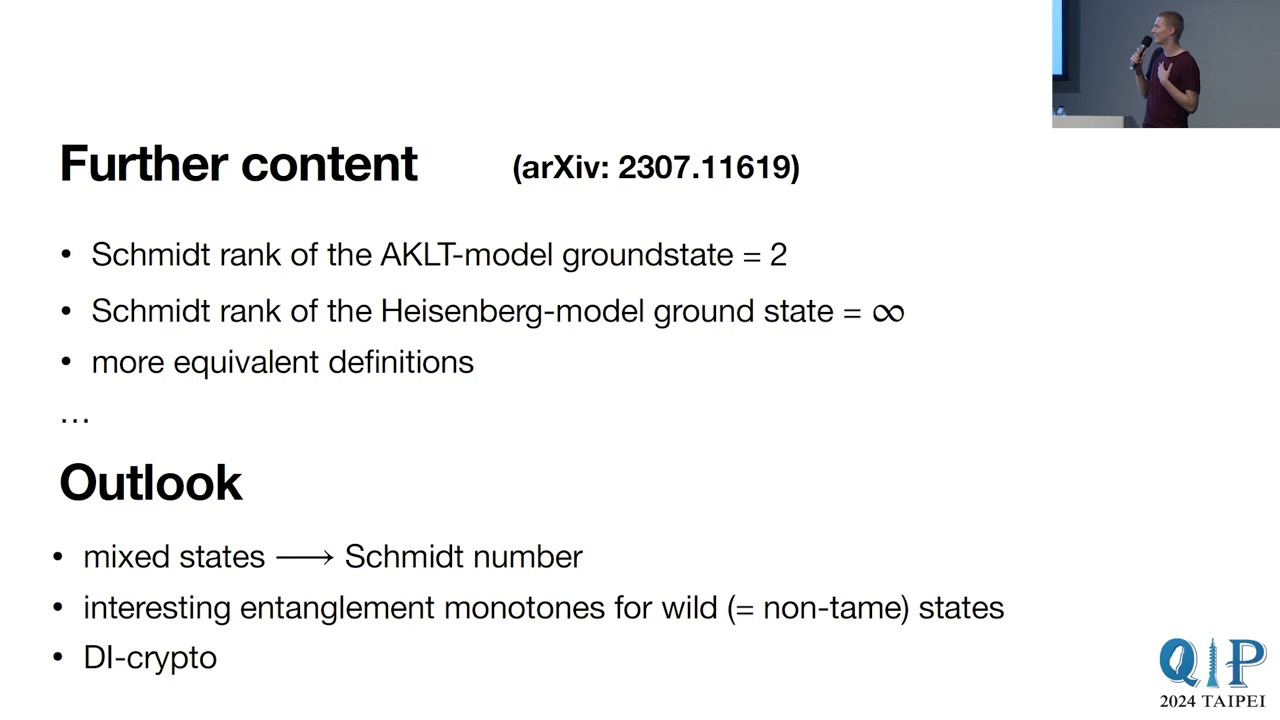 Further content (arXiv: 2307.11619)
• Schmidt rank of the AKLT-model groundstate = 2
• Schmidt rank of the Heisenberg-model ground state = ∞
• more equivalent definitions
…
Outlook
• mixed states ⟶ Schmidt number
• interesting entanglement monotones for wild (= non-tame) states
• DI-crypto
QIP
2024 TAIPEI